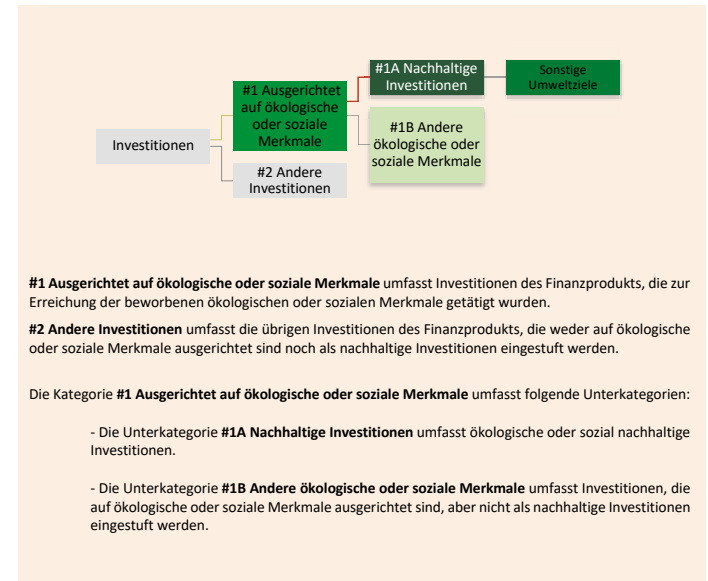 #1A Nachhaltige
Investitionen
Sonstige
Umweltziele
#1 Ausgerichtet
auf ökologische
oder soziale
Merkmale
#1B Andere
ökologische oder
soziale Merkmale
Investitionen
#2 Andere
Investitionen
#1 Ausgerichtet auf ökologische oder soziale Merkmale umfasst Investitionen des Finanzprodukts, die zur
Erreichung der beworbenen ökologischen oder sozialen Merkmale getätigt wurden.
#2 Andere Investitionen umfasst die übrigen Investitionen des Finanzprodukts, die weder auf ökologische
oder soziale Merkmale ausgerichtet sind noch als nachhaltige Investitionen eingestuft werden.
Die Kategorie #1 Ausgerichtet auf ökologische oder soziale Merkmale umfasst folgende Unterkategorien:
- Die Unterkategorie #1A Nachhaltige Investitionen umfasst ökologische oder sozial nachhaltige
Investitionen.
- Die Unterkategorie #1B Andere ökologische oder soziale Merkmale umfasst Investitionen, die
auf ökologische oder soziale Merkmale ausgerichtet sind, aber nicht als nachhaltige Investitionen
eingestuft werden.